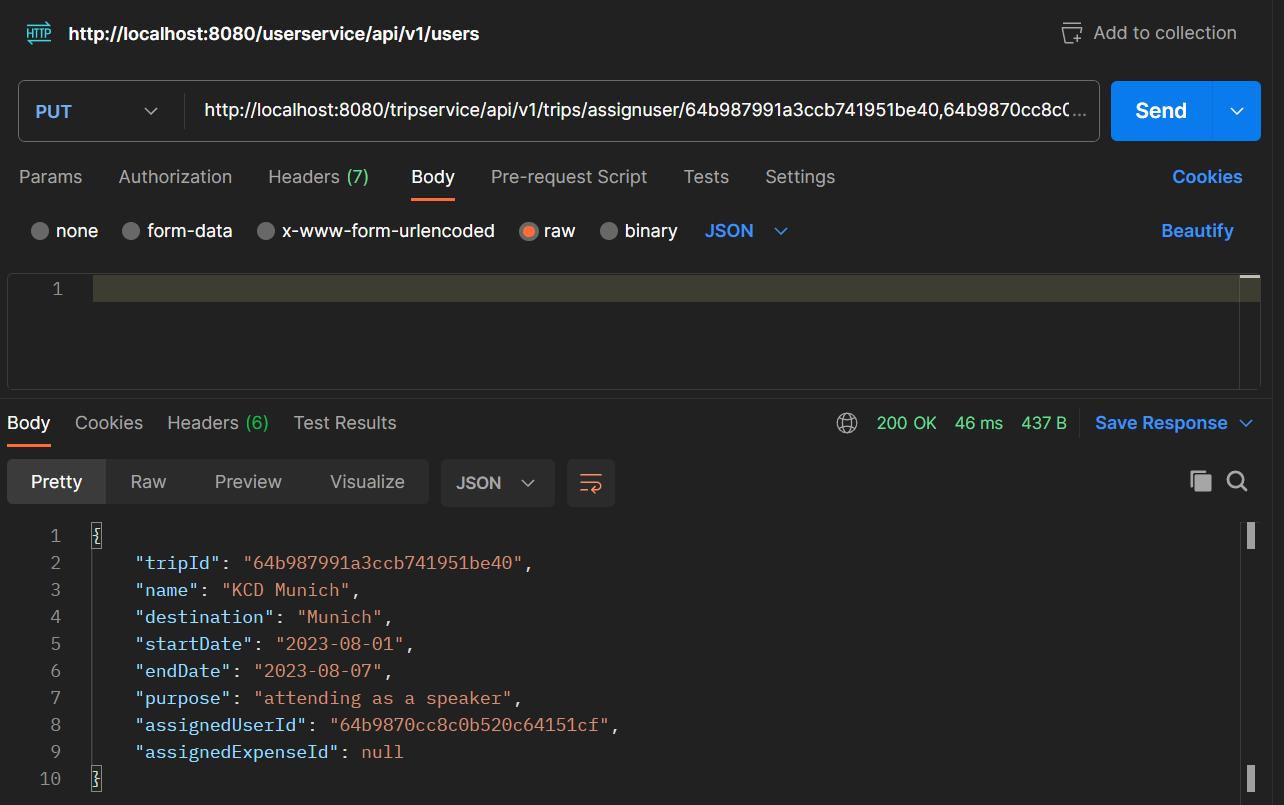 HTTP http://localhost:8080/userservice/api/v1/users Add to collection
PUT http://localhost:8080/tripservice/api/v1/trips/assignuser/64b987991a3ccb741951be40,64b9870cc8c0... Send
Params Authorization Headers (7) Body Pre-request Script Tests Settings Cookies
none form-data x-www-form-urlencoded raw binary JSON Beautify
1
Body Cookies Headers (6) Test Results 200 OK 46 ms 437 B Save Response
Pretty Raw Preview Visualize JSON
1 {
2 "tripId": "64b987991a3ccb741951be40",
3 "name": "KCD Munich",
4 "destination": "Munich",
5 "startDate": "2023-08-01",
6 "endDate": "2023-08-07",
7 "purpose": "attending as a speaker",
8 "assignedUserId": "64b9870cc8c0b520c64151cf",
9 "assignedExpenseId": null
10 }